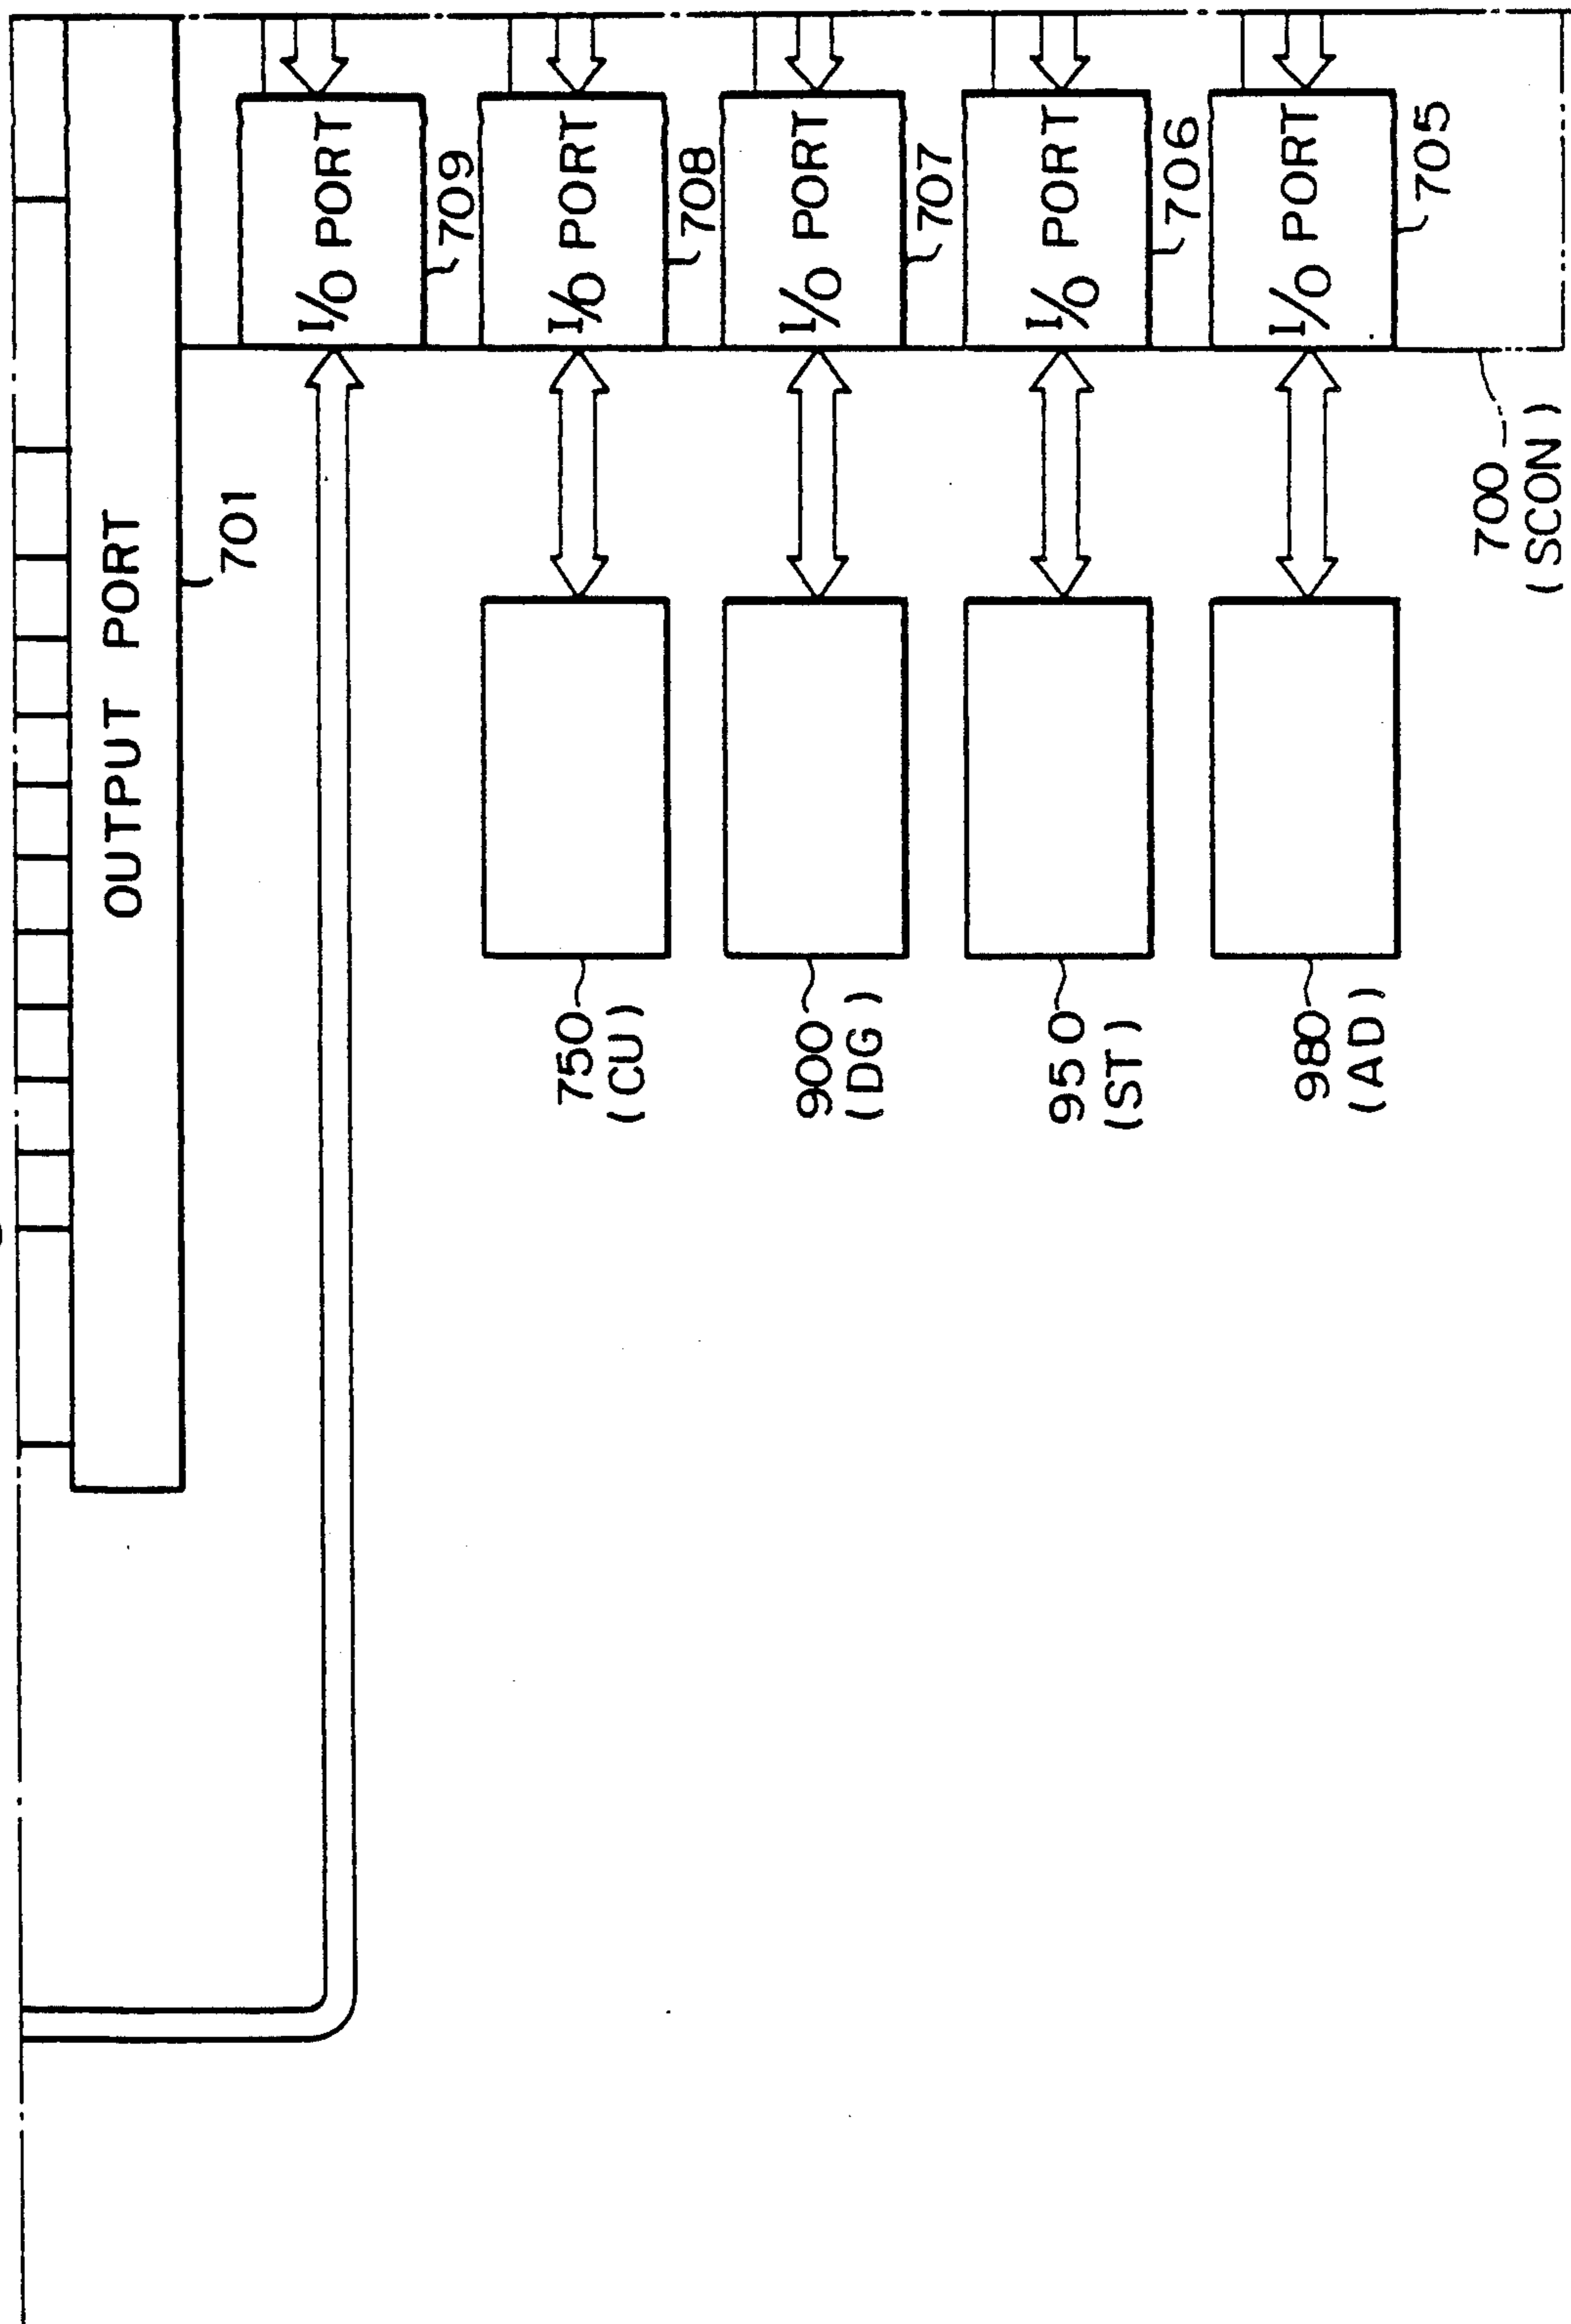 OUTPUT PORT
701
I/O PORT
709
I/O PORT
708
I/O PORT
707
I/O PORT
706
I/O PORT
705
750
(CU)
900
(DG)
950
(ST)
980
(AD)
700
(SCON)